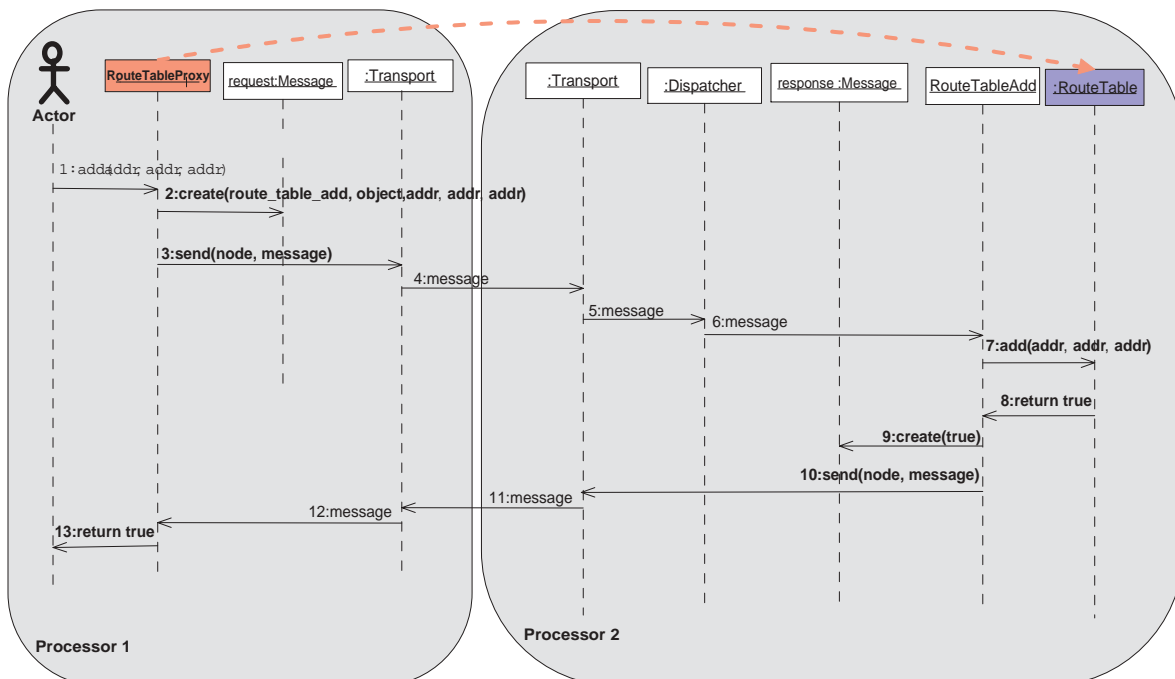 RouteTableProxy
request:Message
:Transport
:Transport
:Dispatcher
response :Message
RouteTableAdd
:RouteTable
Actor
1:add(addr, addr, addr)
2:create(route_table_add, object,addr, addr, addr)
3:send(node, message)
4:message
5:message
6:message
7:add(addr, addr, addr)
8:return true
9:create(true)
10:send(node, message)
11:message
12:message
13:return true
Processor 1
Processor 2